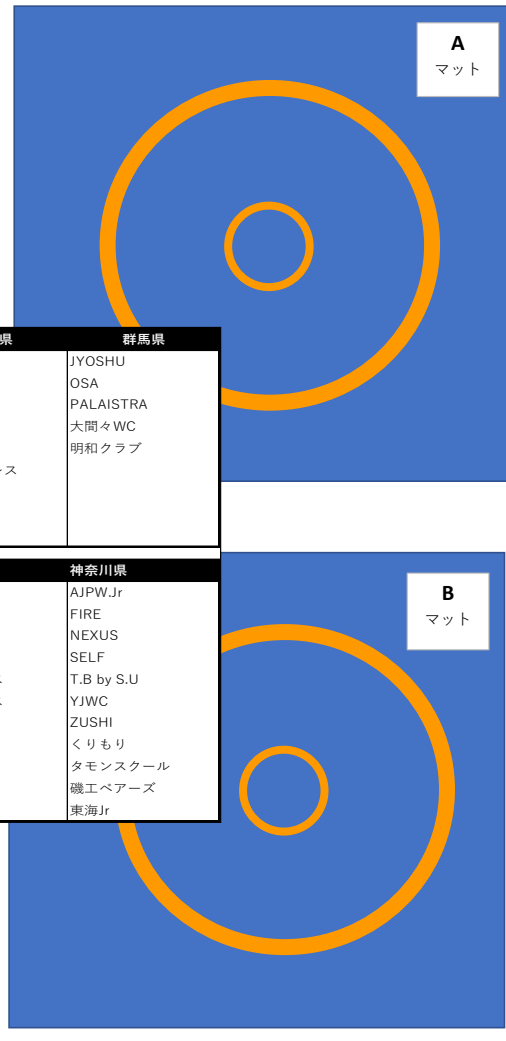 A
マット
県
群馬県
JYOSHU
OSA
PALAISTRA
大間々WC
明和クラブ
ス
神奈川県
AJPW.Jr
FIRE
NEXUS
SELF
T.B by S.U
YJWC
ZUSHI
くりもり
タモンスクール
磯工ベアーズ
東海Jr
B
マット